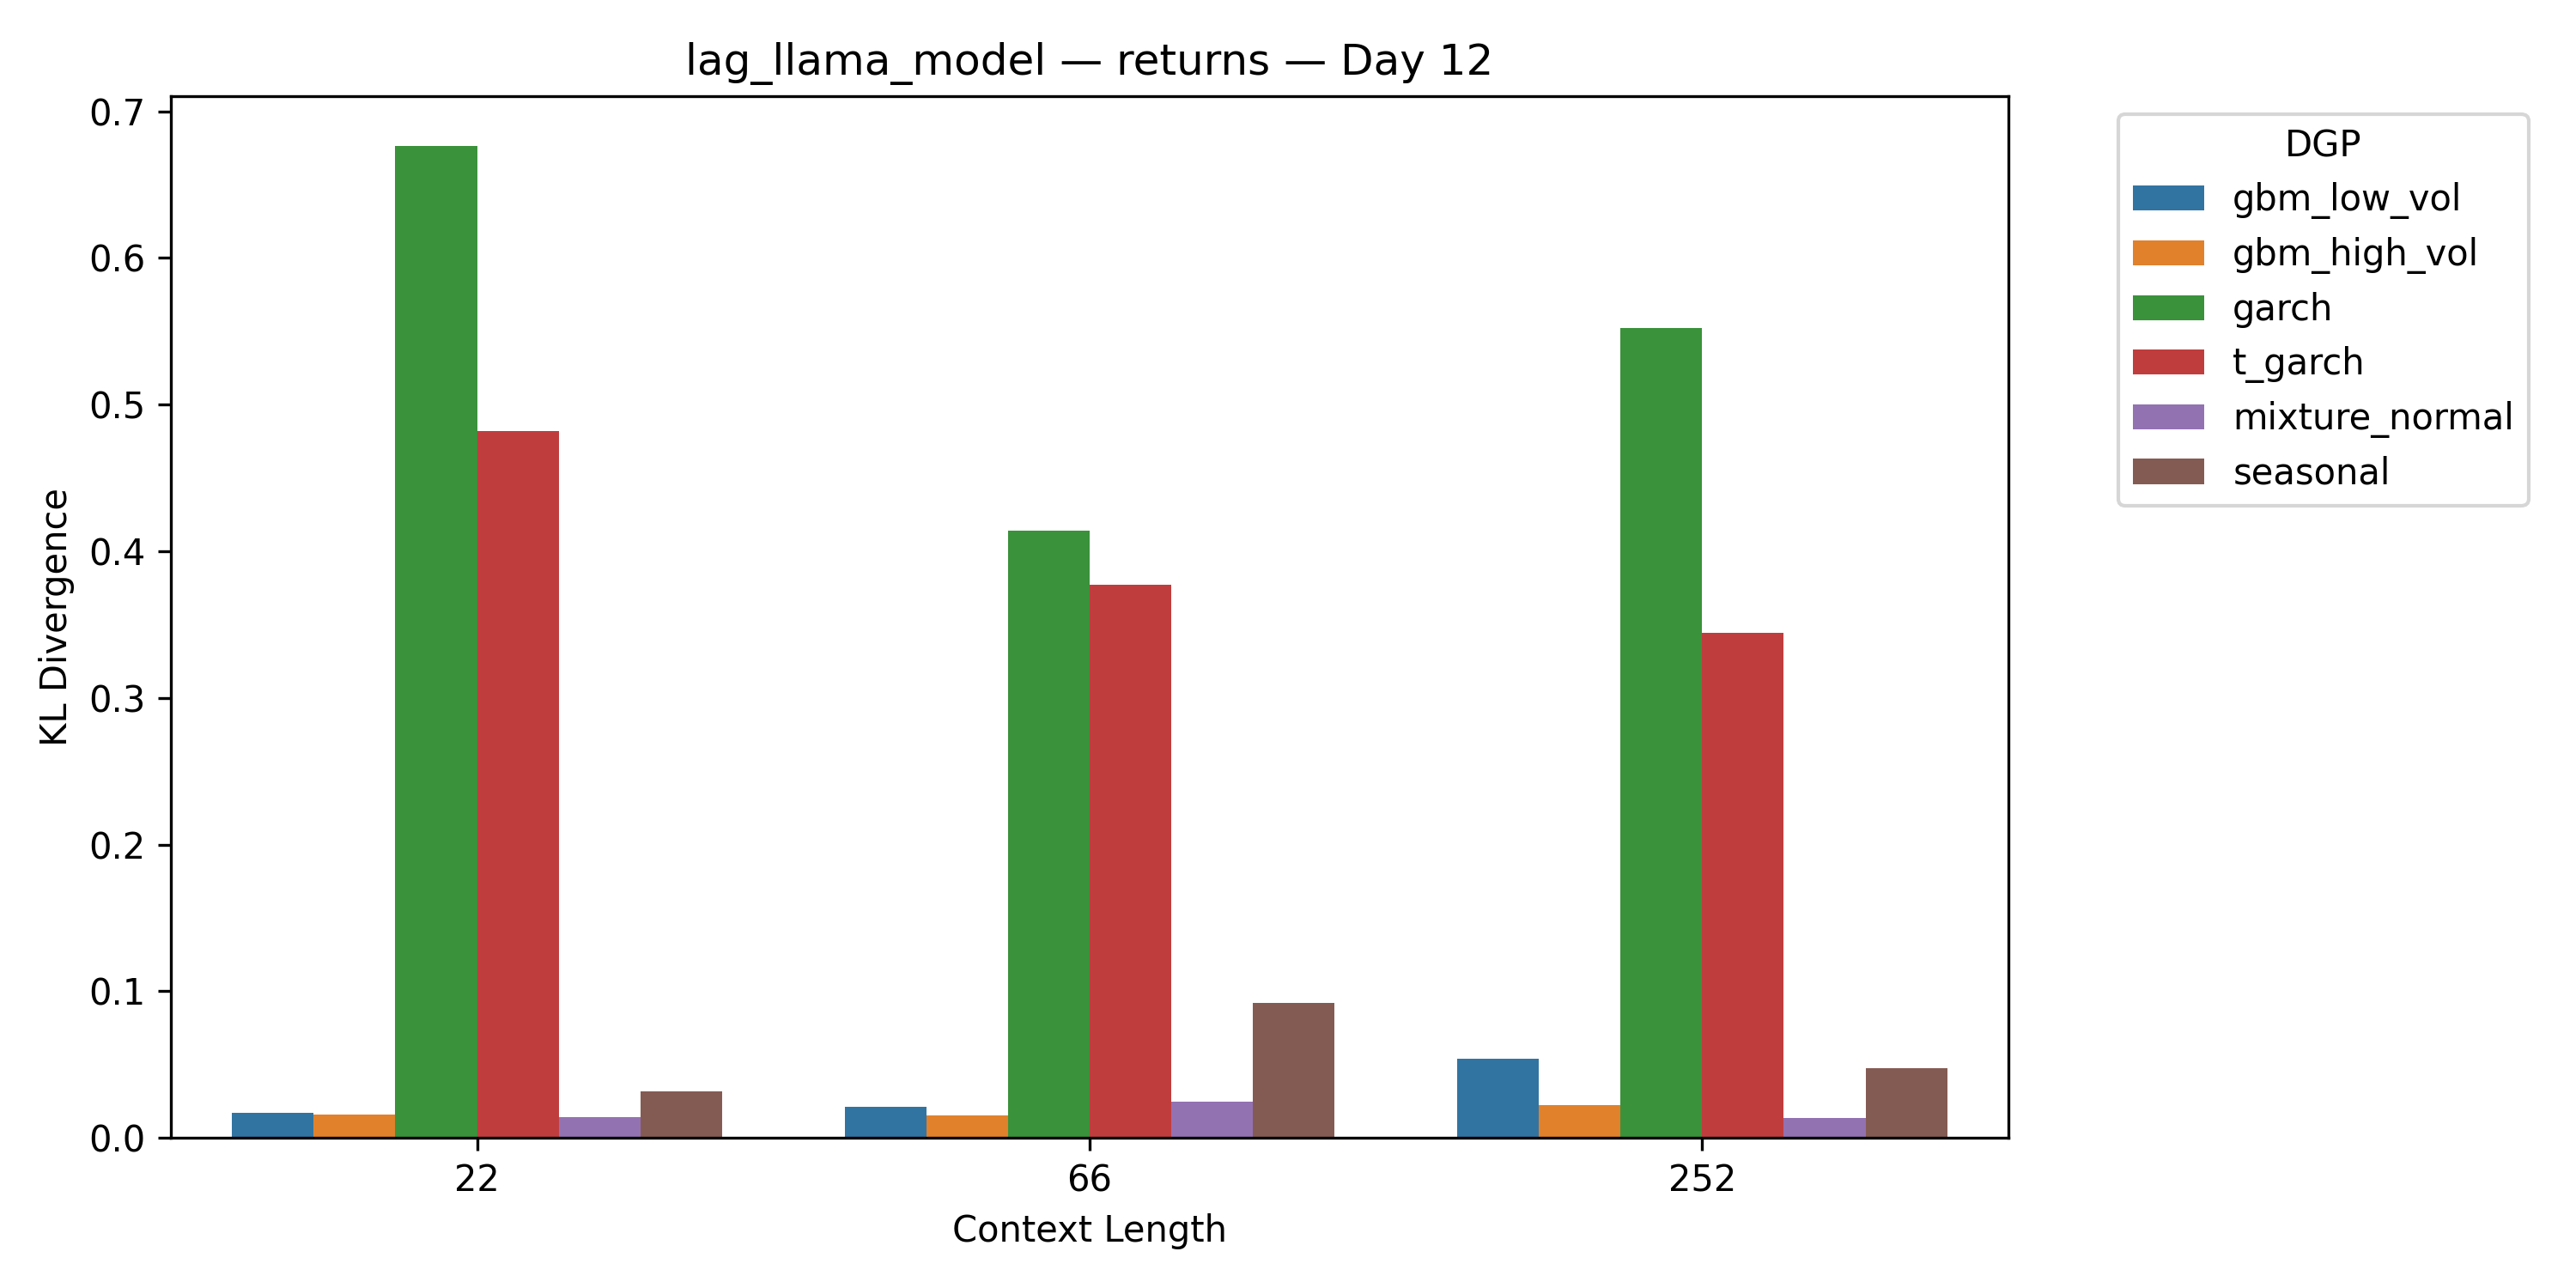 lag_llama_model — returns — Day 12
KL Divergence
0.7
0.6
0.5
0.4
0.3
0.2
0.1
0.0
22
66
252
Context Length
DGP
gbm_low_vol
gbm_high_vol
garch
t_garch
mixture_normal
seasonal